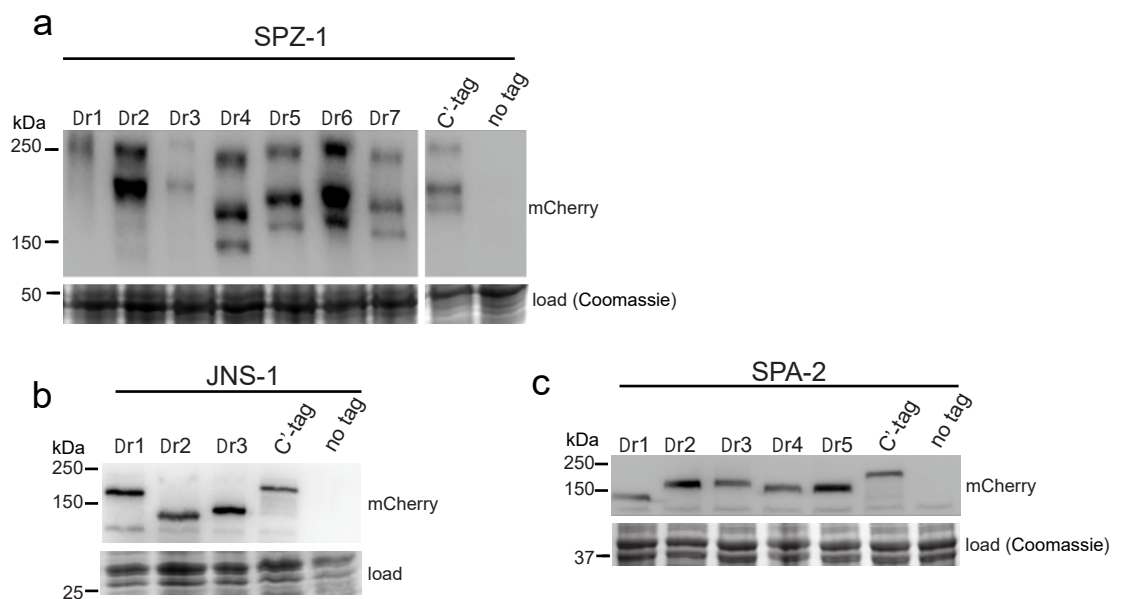 a
SPZ-1
kDa Dr1 Dr2 Dr3 Dr4 Dr5 Dr6 Dr7 C'-tag no tag
250
mCherry
150
50 load (Coomassie)
b
JNS-1
kDa Dr1 Dr2 Dr3 C'-tag no tag
250
150 mCherry
load
25
c
SPA-2
kDa Dr1 Dr2 Dr3 Dr4 Dr5 C'-tag no tag
250
150 mCherry
load (Coomassie)
37